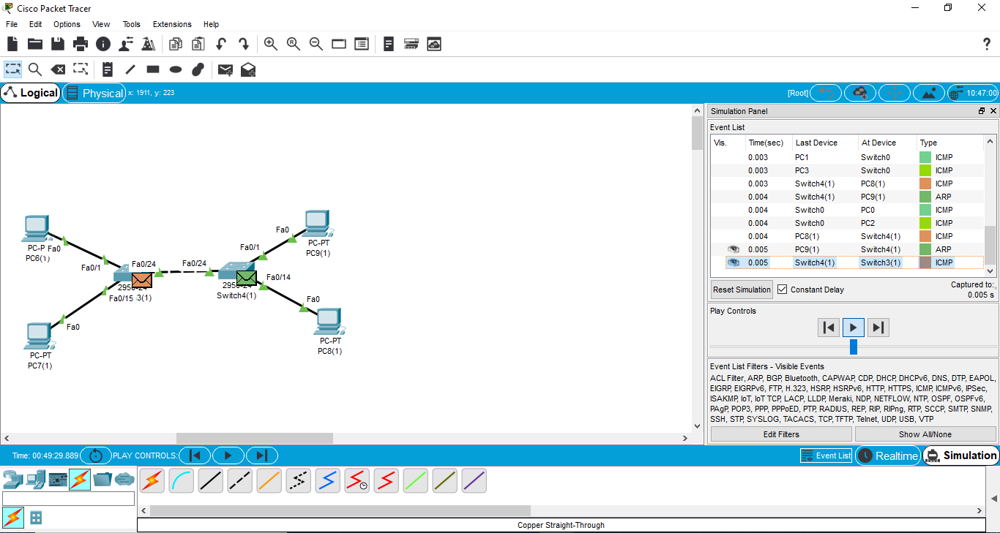 Cisco Packet Tracer
File Edit Options View Tools Extensions Help
?
Logical Physical x: 1911, y: 223 [Root] 10:47:00
Simulation Panel
Event List
Vis. Time(sec) Last Device At Device Type
0.003 PC1 Switch0 ICMP
0.003 PC3 Switch0 ICMP
0.003 Switch4(1) PC8(1) ICMP
0.004 Switch4(1) PC9(1) ARP
0.004 Switch0 PC0 ICMP
0.004 Switch0 PC2 ICMP
0.004 PC8(1) Switch4(1) ICMP
0.005 PC9(1) Switch4(1) ARP
0.005 Switch4(1) Switch3(1) ICMP
Reset Simulation Constant Delay Captured to:
0.005 s
Play Controls
Event List Filters - Visible Events
ACL Filter, ARP, BGP, Bluetooth, CAPWAP, CDP, DHCP, DHCPv6, DNS, DTP, EAPOL,
EIGRP, EIGRPv6, FTP, H.323, HSRP, HSRPv6, HTTP, HTTPS, ICMP, ICMPv6, IPSec,
ISAKMP, IoT, IoT TCP, LACP, LLDP, Meraki, NDP, NETFLOW, NTP, OSPF, OSPFv6,
PAgP, POP3, PPP, PPPoED, PTP, RADIUS, REP, RIP, RIPng, RTP, SCCP, SMTP, SNMP,
SSH, STP, SYSLOG, TACACS, TCP, TFTP, Telnet, UDP, USB, VTP
Edit Filters Show All/None
PC-P Fa0
PC6(1)
Fa0/1
Fa0/24
Fa0/24
Fa0/1
Fa0
PC-PT
PC9(1)
Fa0/15 3(1)
Switch4(1)
Fa0/14
Fa0
PC-PT
PC8(1)
Fa0
PC-PT
PC7(1)
Time: 00:49:29.889 PLAY CONTROLS: Event List Realtime Simulation
Copper Straight-Through